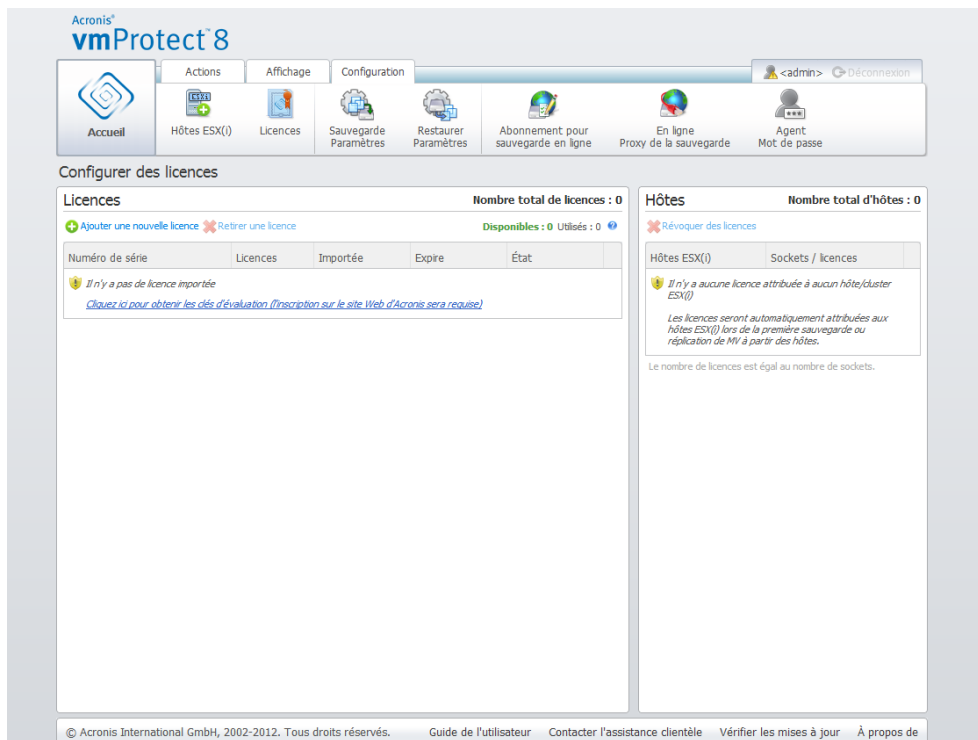 Acronis®
vmProtect™8
Actions Affichage Configuration <admin> Déconnexion
Accueil
Hôtes ESX(i)
Licences
Sauvegarde
Paramètres
Restaurer
Paramètres
Abonnement pour
sauvegarde en ligne
En ligne
Proxy de la sauvegarde
Agent
Mot de passe
Configurer des licences
Licences Nombre total de licences : 0
Ajouter une nouvelle licence Retirer une licence Disponibles : 0 Utilisés : 0
Numéro de série Licences Importée Expire État
Il n'y a pas de licence importée
Cliquez ici pour obtenir les clés d'évaluation (l'inscription sur le site Web d'Acronis sera requise)
Hôtes Nombre total d'hôtes : 0
Révoquer des licences
Hôtes ESX(i) Sockets / licences
Il n'y a aucune licence attribuée à aucun hôte/cluster
ESX(i)
Les licences seront automatiquement attribuées aux
hôtes ESX(i) lors de la première sauvegarde ou
réplication de MV à partir des hôtes.
Le nombre de licences est égal au nombre de sockets.
© Acronis International GmbH, 2002-2012. Tous droits réservés. Guide de l'utilisateur Contacter l'assistance clientèle Vérifier les mises à jour À propos de